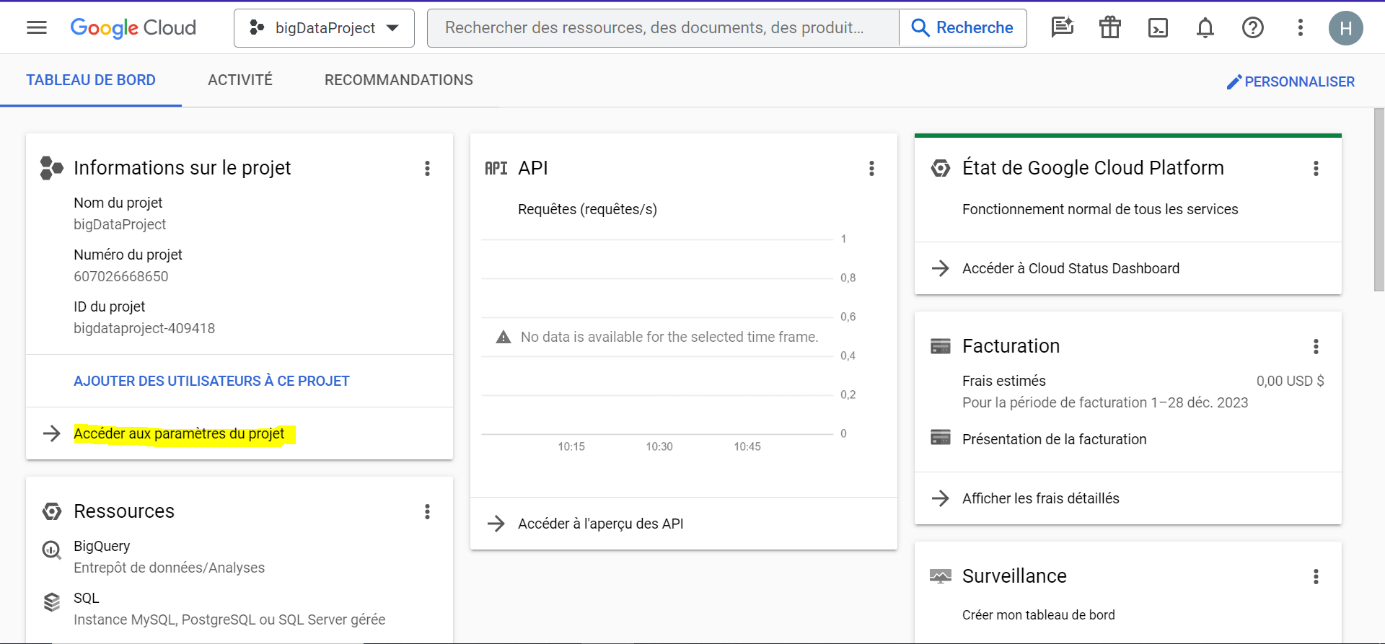 Google Cloud
bigDataProject
Rechercher des ressources, des documents, des produit...
Recherche
H
TABLEAU DE BORD
ACTIVITÉ
RECOMMANDATIONS
PERSONNALISER
Informations sur le projet
Nom du projet
bigDataProject
Numéro du projet
607026668650
ID du projet
bigdataproject-409418
AJOUTER DES UTILISATEURS À CE PROJET
Accéder aux paramètres du projet
Ressources
BigQuery
Entrepôt de données/Analyses
SQL
Instance MySQL, PostgreSQL ou SQL Server gérée
API API
Requêtes (requêtes/s)
1
0,8
0,6
No data is available for the selected time frame.
0,4
0,2
0
10:15 10:30 10:45
Accéder à l'aperçu des API
État de Google Cloud Platform
Fonctionnement normal de tous les services
Accéder à Cloud Status Dashboard
Facturation
Frais estimés 0,00 USD $
Pour la période de facturation 1–28 déc. 2023
Présentation de la facturation
Afficher les frais détaillés
Surveillance
Créer mon tableau de bord